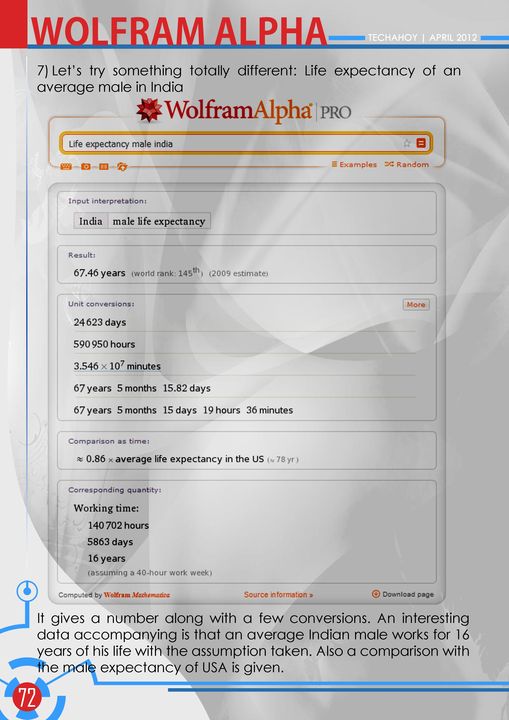 WOLFRAM ALPHA
TECHAHOY | APRIL 2012
7) Let's try something totally different: Life expectancy of an
average male in India
WolframAlpha PRO
Life expectancy male india
Examples Random
Input interpretation:
India male life expectancy
Result:
67.46 years (world rank: 145th) (2009 estimate)
Unit conversions:
More
24 623 days
590 950 hours
3.546 × 10^7 minutes
67 years 5 months 15.82 days
67 years 5 months 15 days 19 hours 36 minutes
Comparison as time:
≈ 0.86 × average life expectancy in the US (≈ 78 yr)
Corresponding quantity:
Working time:
140 702 hours
5863 days
16 years
(assuming a 40-hour work week)
Computed by Wolfram Mathematica
Source information »
Download page
It gives a number along with a few conversions. An interesting
data accompanying is that an average Indian male works for 16
years of his life with the assumption taken. Also a comparison with
the male expectancy of USA is given.
72